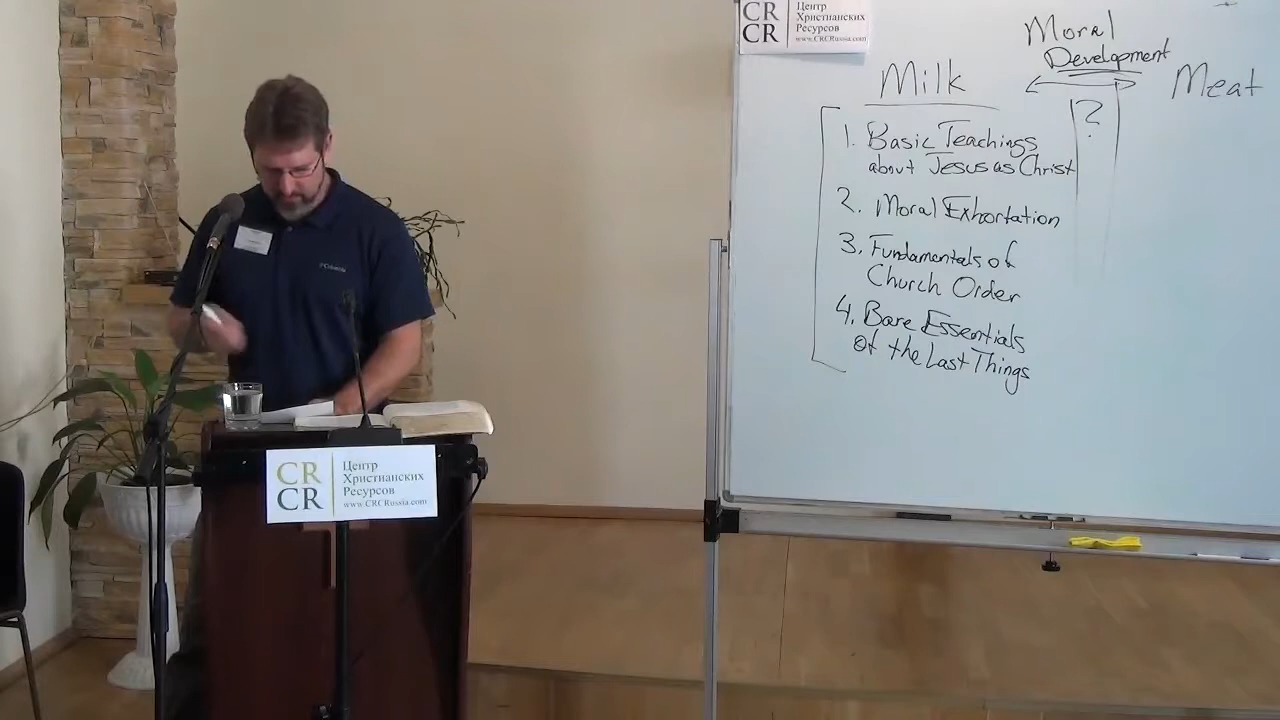 CR
CR
Центр
Христианских
Ресурсов
www.CRCRussia.com
Moral
Development
Milk
Meat
?
1. Basic Teachings
about Jesus as Christ
2. Moral Exhortation
3. Fundamentals of
Church Order
4. Bare Essentials
of the Last Things
Columbia
CR
CR
Центр
Христианских
Ресурсов
www.CRCRussia.com